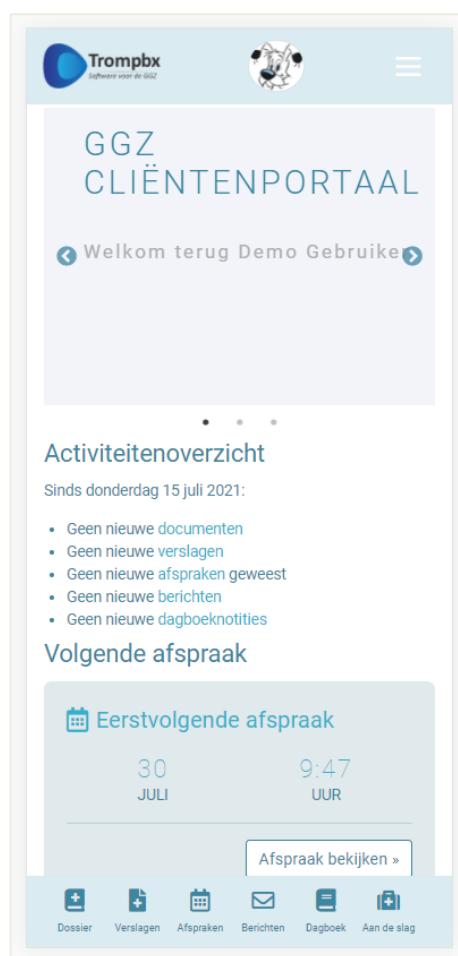 Trompbx
Software voor de GGZ
GGZ
CLIËNTENPORTAAL
Welkom terug Demo Gebruiker
Activiteitenoverzicht
Sinds donderdag 15 juli 2021:
• Geen nieuwe documenten
• Geen nieuwe verslagen
• Geen nieuwe afspraken geweest
• Geen nieuwe berichten
• Geen nieuwe dagboeknotities
Volgende afspraak
Eerstvolgende afspraak
30 9:47
JULI UUR
Afspraak bekijken »
Dossier Verslagen Afspraken Berichten Dagboek Aan de slag